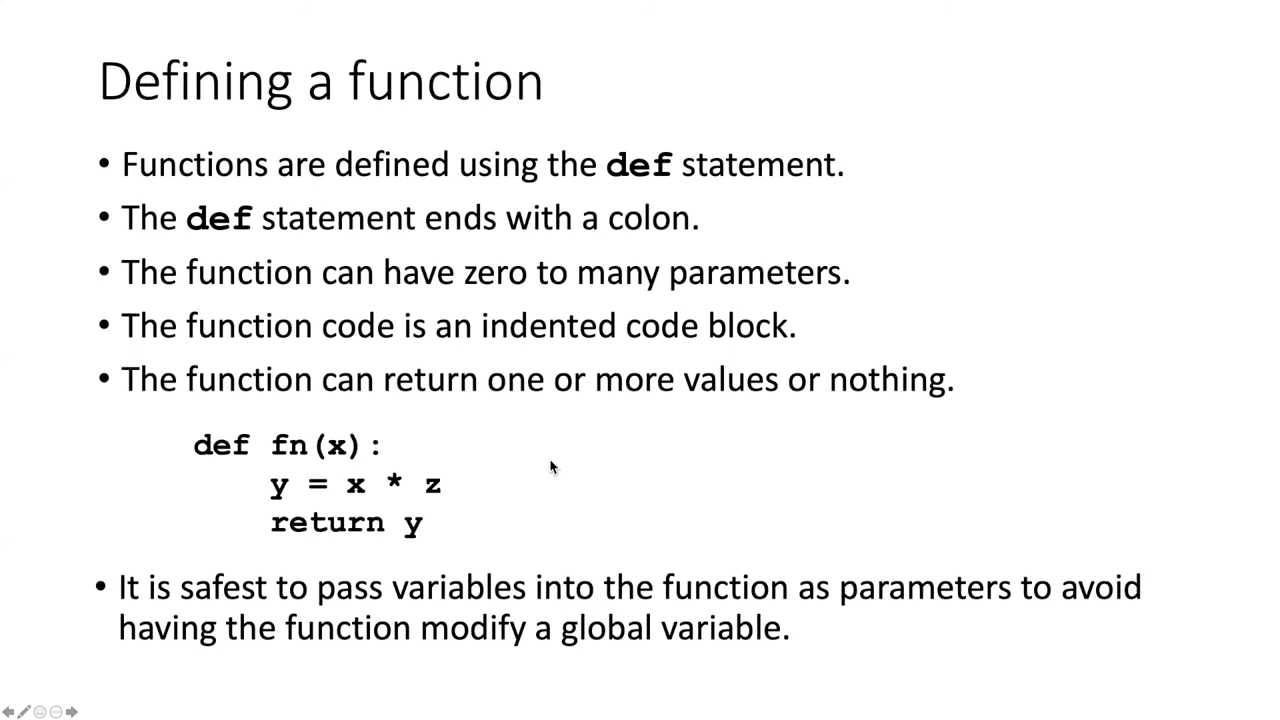 Defining a function
• Functions are defined using the def statement.
• The def statement ends with a colon.
• The function can have zero to many parameters.
• The function code is an indented code block.
• The function can return one or more values or nothing.
def fn(x):
    y = x * z
    return y
• It is safest to pass variables into the function as parameters to avoid
having the function modify a global variable.